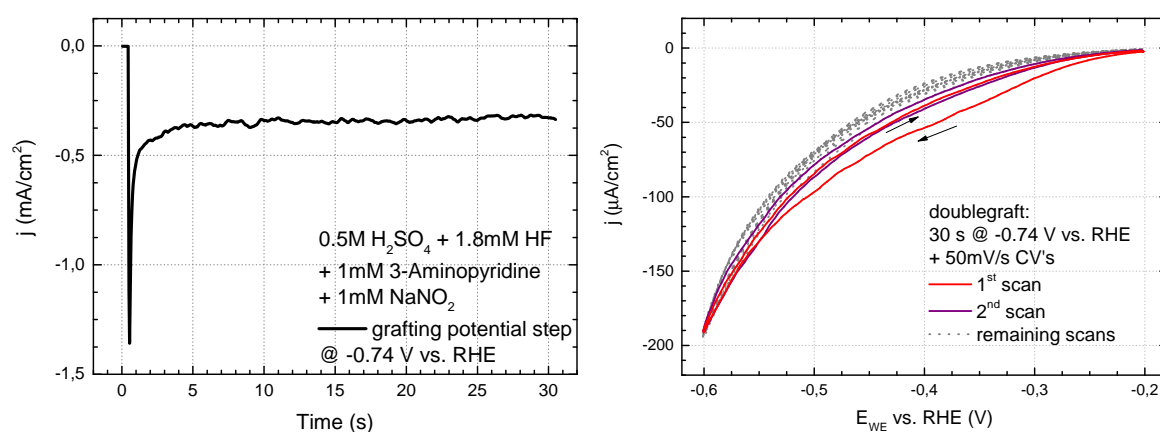 0,0
-0,5
-1,0
-1,5
j (mA/cm²)
0 5 10 15 20 25 30
Time (s)
0.5M H₂SO₄ + 1.8mM HF
+ 1mM 3-Aminopyridine
+ 1mM NaNO₂
grafting potential step
@ -0.74 V vs. RHE
0
-50
-100
-150
-200
j (µA/cm²)
-0,6 -0,5 -0,4 -0,3 -0,2
E_WE vs. RHE (V)
doublegraft:
30 s @ -0.74 V vs. RHE
+ 50mV/s CV's
1st scan
2nd scan
remaining scans